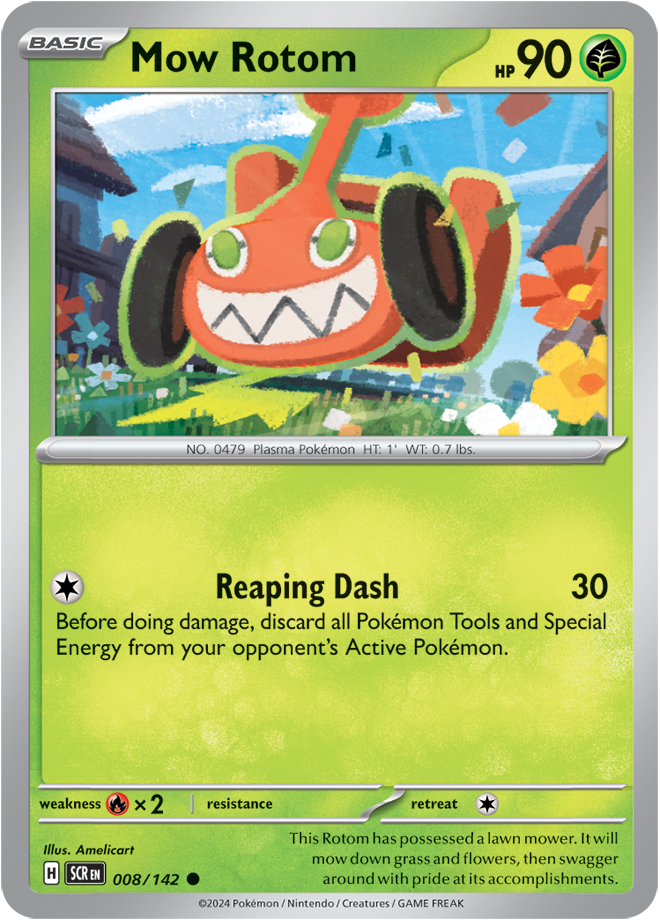 BASIC
Mow Rotom
HP 90
NO. 0479 Plasma Pokémon HT: 1' WT: 0.7 lbs.
Reaping Dash 30
Before doing damage, discard all Pokémon Tools and Special
Energy from your opponent's Active Pokémon.
weakness ×2 resistance retreat
Illus. Amelicart
H SCR EN 008/142
This Rotom has possessed a lawn mower. It will
mow down grass and flowers, then swagger
around with pride at its accomplishments.
©2024 Pokémon / Nintendo / Creatures / GAME FREAK